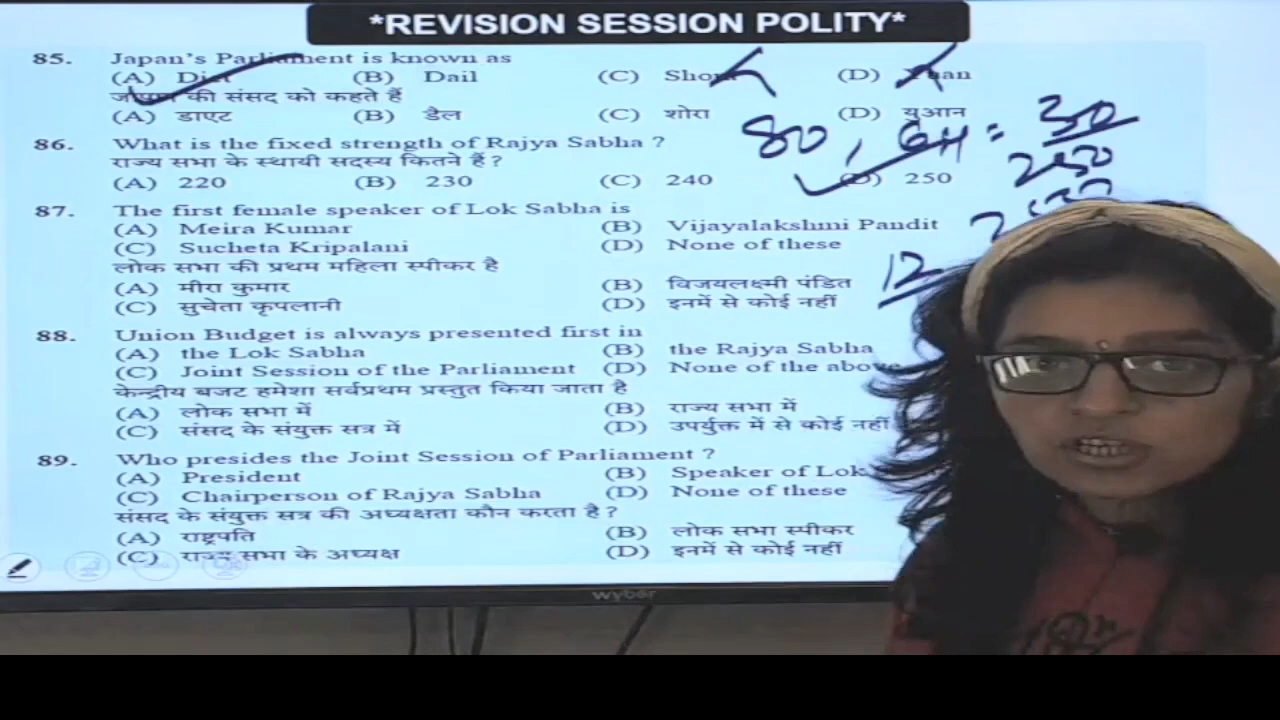 *REVISION SESSION POLITY*
85. Japan's Parliament is known as
(A) Diet (B) Dail (C) Shora (D) Yuan
जापान की संसद को कहते हैं
(A) डाएट (B) डैल (C) शोरा (D) युआन
80, 64 = 30
250
86. What is the fixed strength of Rajya Sabha ?
राज्य सभा के स्थायी सदस्य कितने हैं ?
(A) 220 (B) 230 (C) 240 (D) 250
87. The first female speaker of Lok Sabha is
(A) Meira Kumar (B) Vijayalakshmi Pandit
(C) Sucheta Kripalani (D) None of these
लोक सभा की प्रथम महिला स्पीकर है
12
(A) मीरा कुमार (B) विजयलक्ष्मी पंडित
(C) सुचेता कृपलानी (D) इनमें से कोई नहीं
88. Union Budget is always presented first in
(A) the Lok Sabha (B) the Rajya Sabha
(C) Joint Session of the Parliament (D) None of the above
केन्द्रीय बजट हमेशा सर्वप्रथम प्रस्तुत किया जाता है
(A) लोक सभा में (B) राज्य सभा में
(C) संसद के संयुक्त सत्र में (D) उपर्युक्त में से कोई नहीं
89. Who presides the Joint Session of Parliament ?
(A) President (B) Speaker of Lok
(C) Chairperson of Rajya Sabha (D) None of these
संसद के संयुक्त सत्र की अध्यक्षता कौन करता है ?
(A) राष्ट्रपति (B) लोक सभा स्पीकर
(C) राज्य सभा के अध्यक्ष (D) इनमें से कोई नहीं
wybor